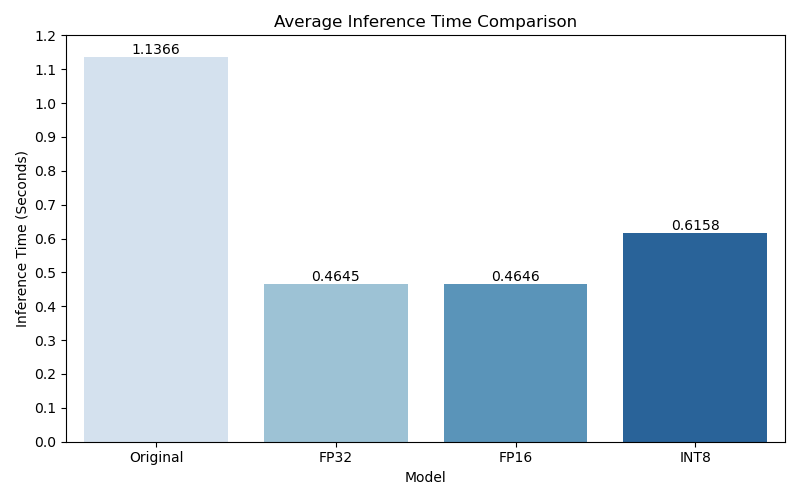 Average Inference Time Comparison
Inference Time (Seconds)
1.2
1.1
1.0
0.9
0.8
0.7
0.6
0.5
0.4
0.3
0.2
0.1
0.0
1.1366
0.4645
0.4646
0.6158
Original
FP32
FP16
INT8
Model